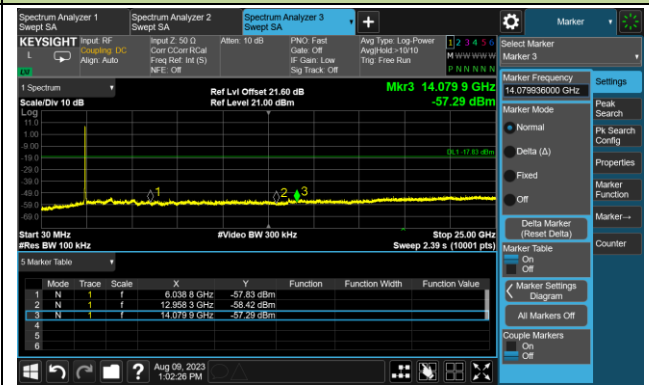 Spectrum Analyzer 1
Swept SA
Spectrum Analyzer 2
Swept SA
Spectrum Analyzer 3
Swept SA
Marker
KEYSIGHT
L
Input: RF
Coupling: DC
Align: Auto
Input Z: 50 Ω
Corr CCorr RCal
Freq Ref: Int (S)
NFE: Off
Atten: 10 dB
PNO: Fast
Gate: Off
IF Gain: Low
Sig Track: Off
Avg Type: Log-Power
Avg|Hold:>10/10
Trig: Free Run
1 2 3 4 5 6
M W W W W W
P N N N N N
Select Marker
Marker 3
1 Spectrum
Scale/Div 10 dB
Ref Lvl Offset 21.60 dB
Ref Level 21.00 dBm
Mkr3 14.079 9 GHz
-57.29 dBm
Log
11.0
1.00
-9.00
-19.0
-29.0
-39.0
-49.0
-59.0
-69.0
DL1 -17.83 dBm
1
2
3
Start 30 MHz
#Res BW 100 kHz
#Video BW 300 kHz
Stop 25.00 GHz
Sweep 2.39 s (10001 pts)
5 Marker Table
Mode Trace Scale X Y Function Function Width Function Value
1 N 1 f 6.038 8 GHz -57.83 dBm
2 N 1 f 12.958 3 GHz -58.42 dBm
3 N 1 f 14.079 9 GHz -57.29 dBm
4
5
6
Marker Frequency
14.079936000 GHz
Marker Mode
Normal
Delta (Δ)
Fixed
Off
Delta Marker
(Reset Delta)
Marker Table
On
Off
Marker Settings
Diagram
All Markers Off
Couple Markers
On
Off
Settings
Peak
Search
Pk Search
Config
Properties
Marker
Function
Marker→
Counter
?
Aug 09, 2023
1:02:26 PM